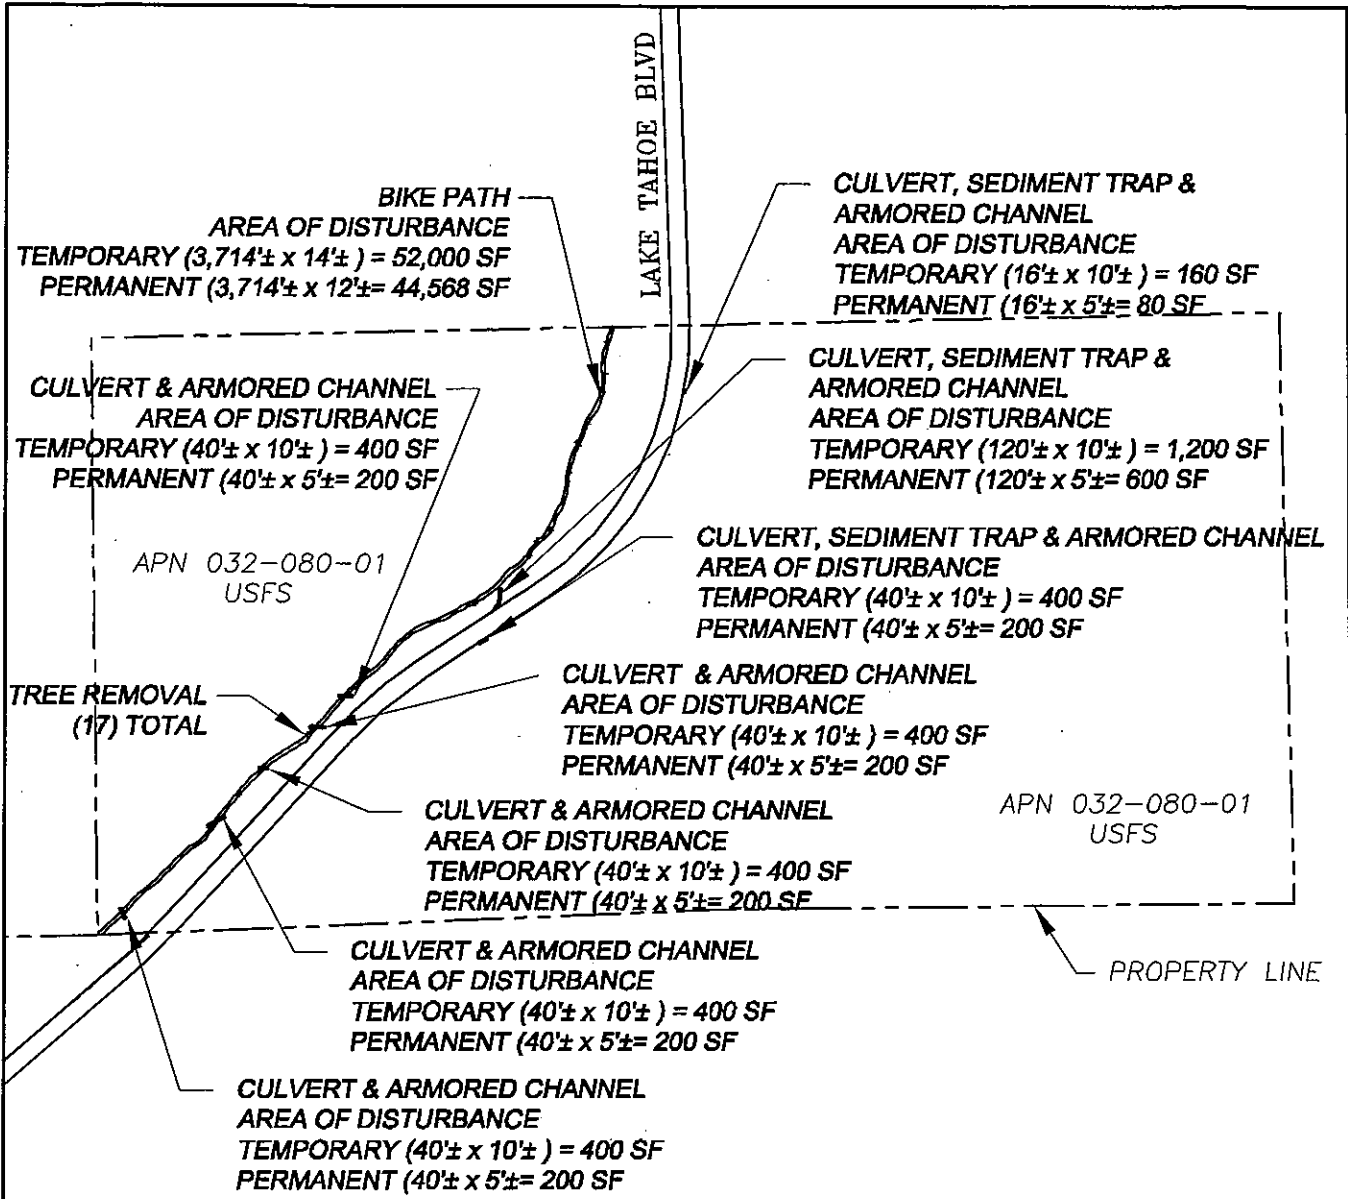 LAKE TAHOE BLVD
BIKE PATH
AREA OF DISTURBANCE
TEMPORARY (3,714'± x 14'± ) = 52,000 SF
PERMANENT (3,714'± x 12'±= 44,568 SF
CULVERT, SEDIMENT TRAP &
ARMORED CHANNEL
AREA OF DISTURBANCE
TEMPORARY (16'± x 10'± ) = 160 SF
PERMANENT (16'± x 5'±= 80 SF
CULVERT & ARMORED CHANNEL
AREA OF DISTURBANCE
TEMPORARY (40'± x 10'± ) = 400 SF
PERMANENT (40'± x 5'±= 200 SF
CULVERT, SEDIMENT TRAP &
ARMORED CHANNEL
AREA OF DISTURBANCE
TEMPORARY (120'± x 10'± ) = 1,200 SF
PERMANENT (120'± x 5'±= 600 SF
APN 032-080-01
USFS
CULVERT, SEDIMENT TRAP & ARMORED CHANNEL
AREA OF DISTURBANCE
TEMPORARY (40'± x 10'± ) = 400 SF
PERMANENT (40'± x 5'±= 200 SF
TREE REMOVAL
(17) TOTAL
CULVERT & ARMORED CHANNEL
AREA OF DISTURBANCE
TEMPORARY (40'± x 10'± ) = 400 SF
PERMANENT (40'± x 5'±= 200 SF
APN 032-080-01
USFS
CULVERT & ARMORED CHANNEL
AREA OF DISTURBANCE
TEMPORARY (40'± x 10'± ) = 400 SF
PERMANENT (40'± x 5'±= 200 SF
PROPERTY LINE
CULVERT & ARMORED CHANNEL
AREA OF DISTURBANCE
TEMPORARY (40'± x 10'± ) = 400 SF
PERMANENT (40'± x 5'±= 200 SF
CULVERT & ARMORED CHANNEL
AREA OF DISTURBANCE
TEMPORARY (40'± x 10'± ) = 400 SF
PERMANENT (40'± x 5'±= 200 SF